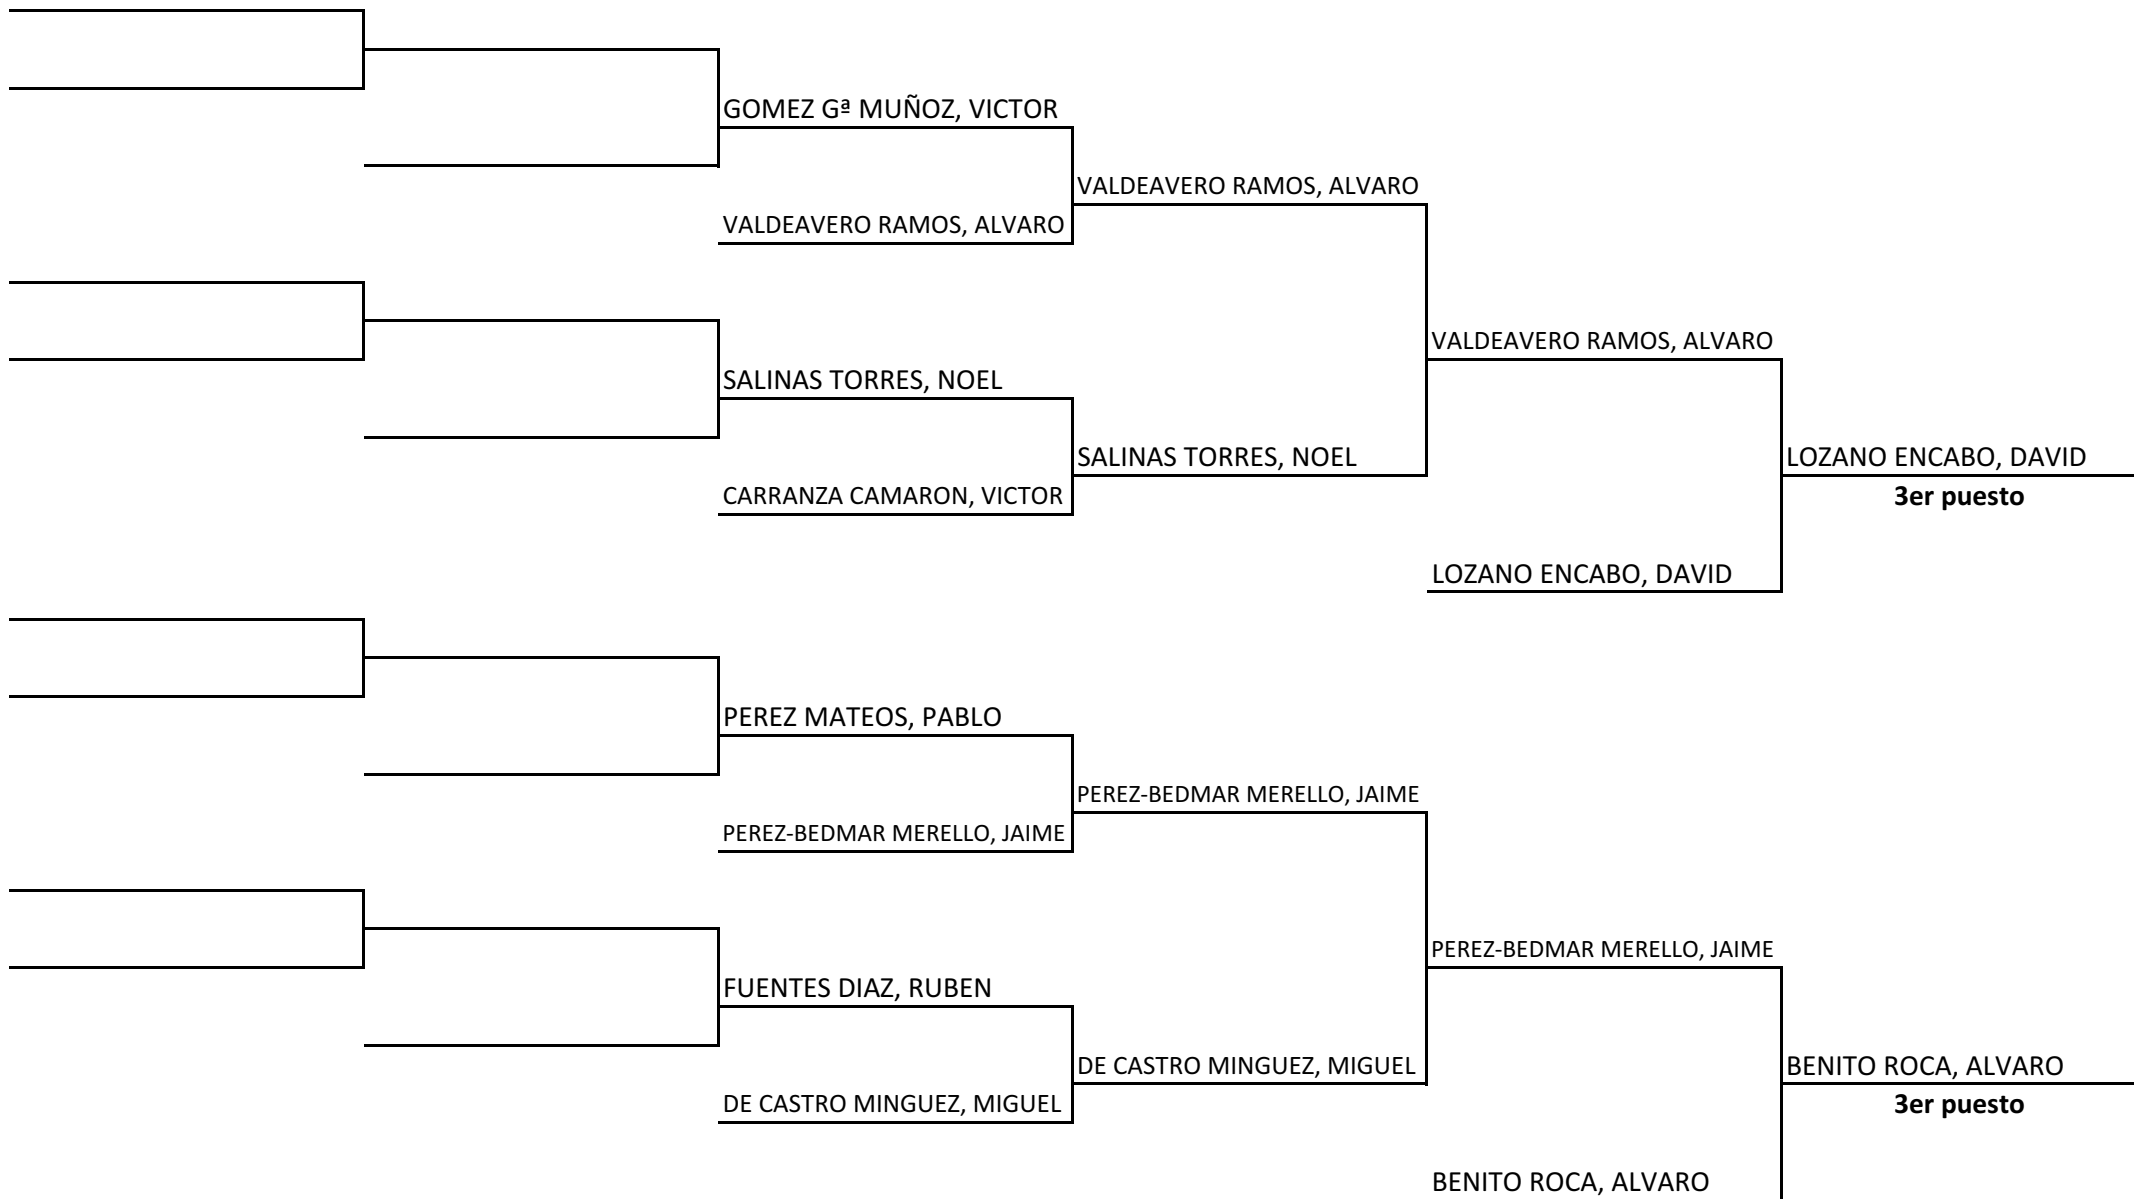 GOMEZ Gª MUÑOZ, VICTOR
VALDEAVERO RAMOS, ALVARO
VALDEAVERO RAMOS, ALVARO
VALDEAVERO RAMOS, ALVARO
SALINAS TORRES, NOEL
SALINAS TORRES, NOEL
LOZANO ENCABO, DAVID
CARRANZA CAMARON, VICTOR
3er puesto
LOZANO ENCABO, DAVID
PEREZ MATEOS, PABLO
PEREZ-BEDMAR MERELLO, JAIME
PEREZ-BEDMAR MERELLO, JAIME
PEREZ-BEDMAR MERELLO, JAIME
FUENTES DIAZ, RUBEN
DE CASTRO MINGUEZ, MIGUEL
BENITO ROCA, ALVARO
DE CASTRO MINGUEZ, MIGUEL
3er puesto
BENITO ROCA, ALVARO